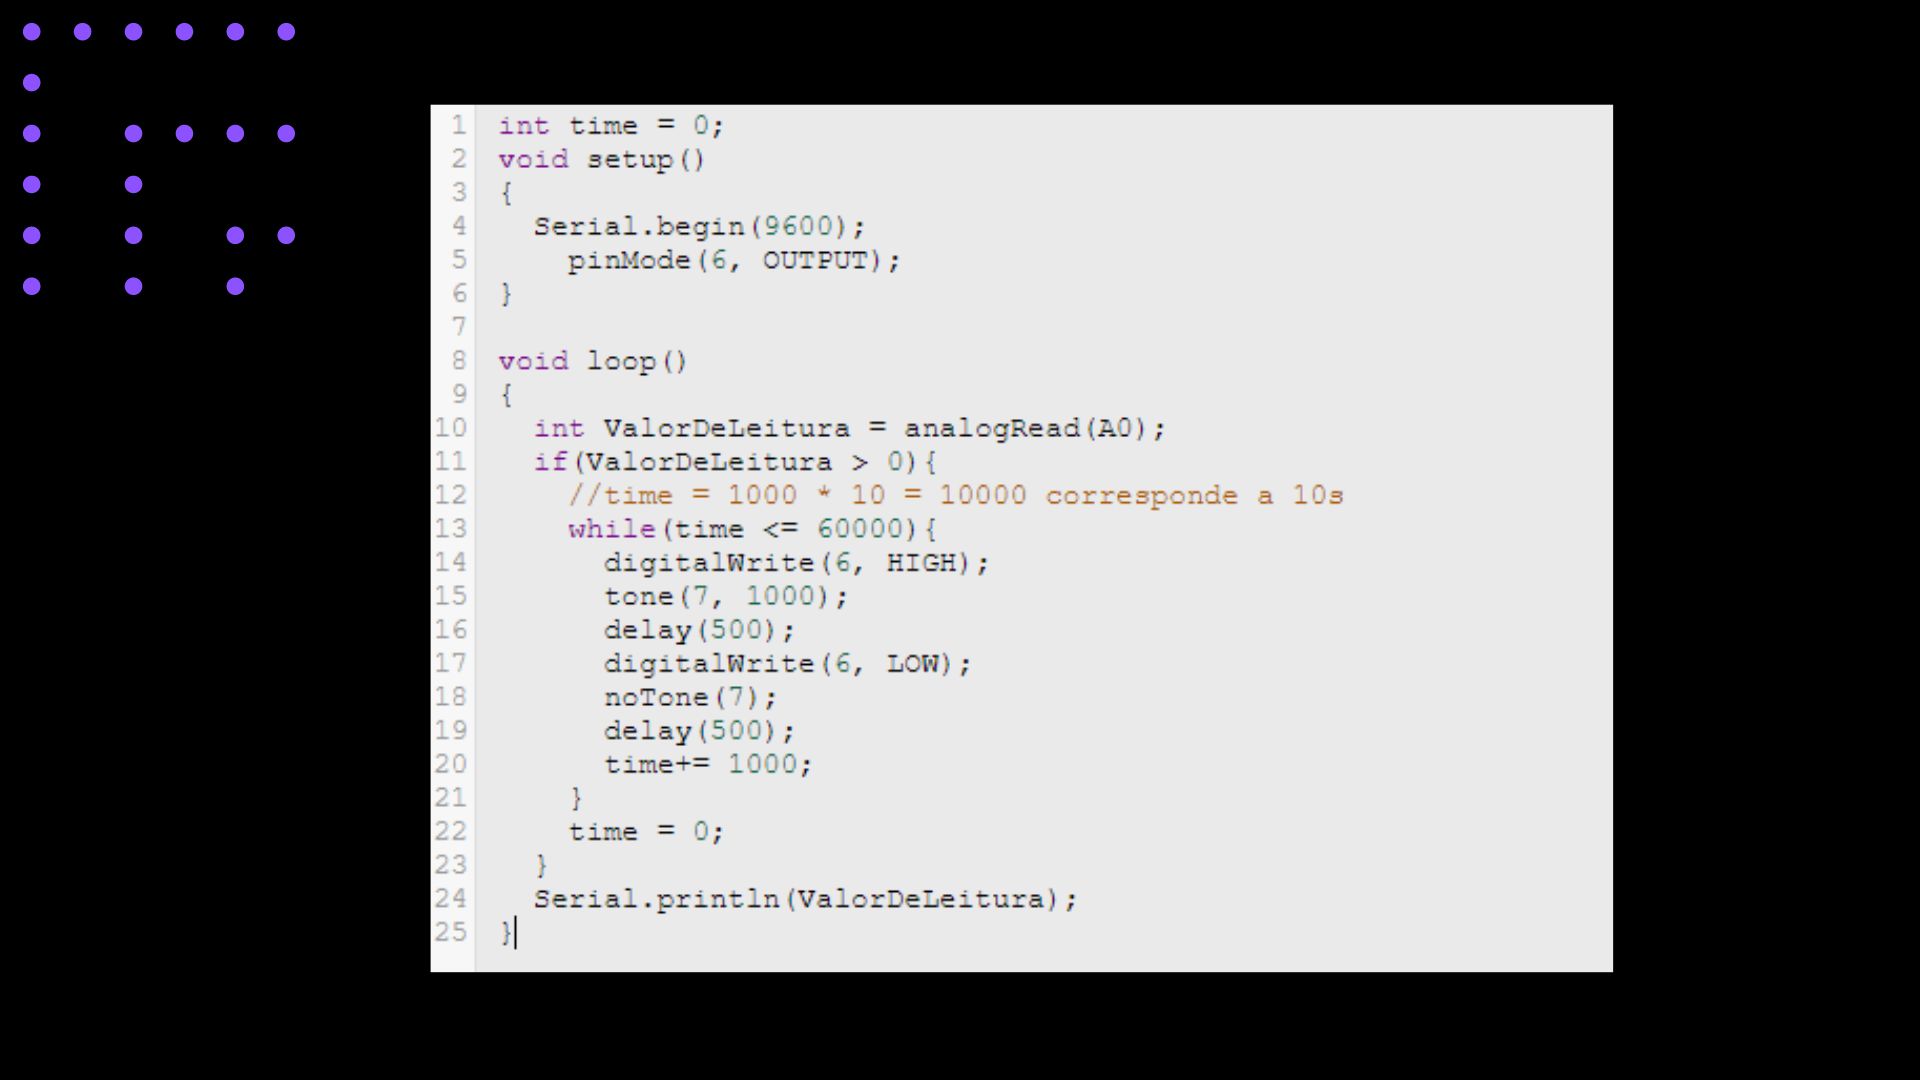 1 int time = 0;
2 void setup()
3 {
4   Serial.begin(9600);
5     pinMode(6, OUTPUT);
6 }
7
8 void loop()
9 {
10   int ValorDeLeitura = analogRead(A0);
11   if(ValorDeLeitura > 0){
12     //time = 1000 * 10 = 10000 corresponde a 10s
13     while(time <= 60000){
14       digitalWrite(6, HIGH);
15       tone(7, 1000);
16       delay(500);
17       digitalWrite(6, LOW);
18       noTone(7);
19       delay(500);
20       time+= 1000;
21     }
22     time = 0;
23   }
24   Serial.println(ValorDeLeitura);
25 }